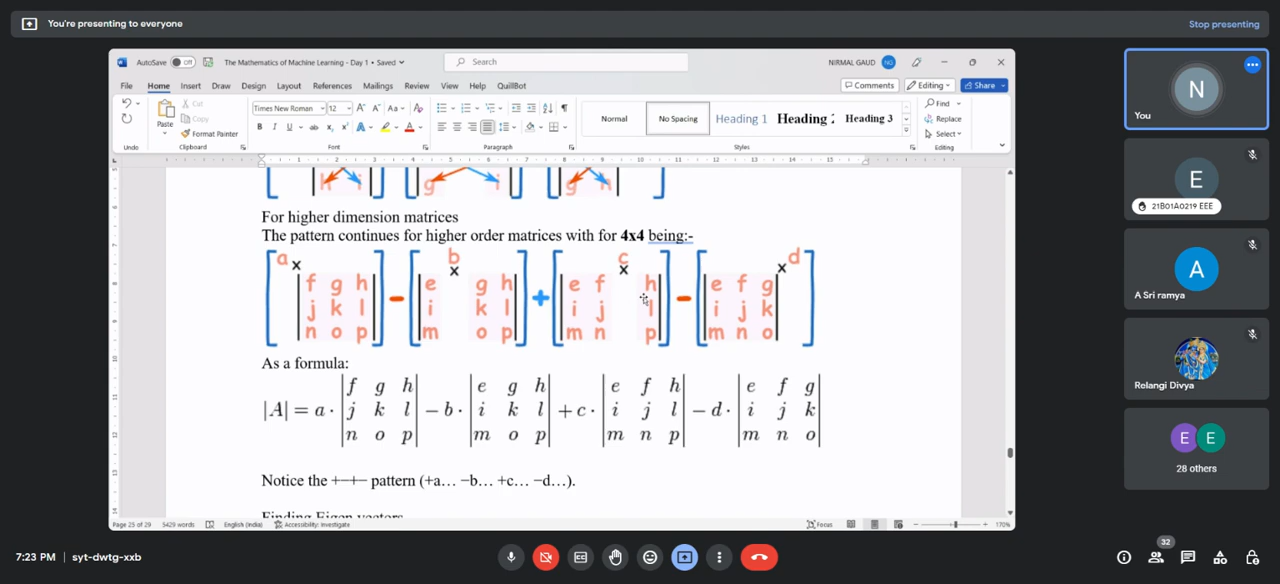 You're presenting to everyone
Stop presenting
AutoSave Off The Mathematics of Machine Learning - Day 1 • Saved
Search
NIRMAL GAUD NG
File Home Insert Draw Design Layout References Mailings Review View Help QuillBot
Comments Editing Share
Paste
Cut
Copy
Format Painter
Times New Roman 12
Normal
No Spacing
Heading 1
Heading 2
Heading 3
Find
Replace
Select
Undo Clipboard Font Paragraph Styles Editing
For higher dimension matrices
The pattern continues for higher order matrices with for 4x4 being:-
a x b x c x x d
f g h e g h e f h e f g
j k l i k l i j l i j k
n o p m o p m n p m n o
As a formula:
f g h e g h e f h e f g
|A| = a · j k l − b · i k l + c · i j l − d · i j k
n o p m o p m n p m n o
Notice the +−+− pattern (+a… −b… +c… −d…).
Finding Eigen vectors
Page 25 of 29 5429 words English (India) Accessibility: Investigate
Focus
170%
N
You
E
21B01A0219 EEE
A
A Sri ramya
Relangi Divya
E E
28 others
7:23 PM | syt-dwtg-xxb
32